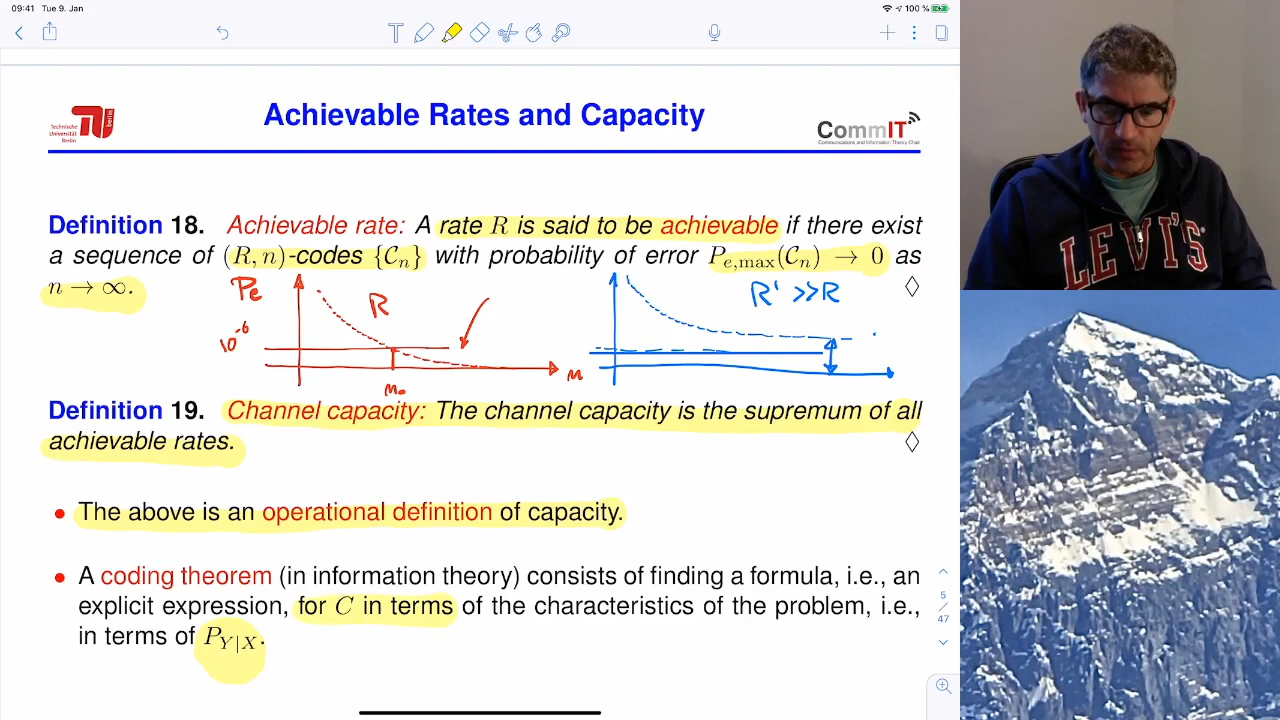 09:41 Tue 9. Jan
100 %
Technische
Universität
Berlin
berlin
Achievable Rates and Capacity
CommIT
Communications and Information Theory Chair
Definition 18. Achievable rate: A rate R is said to be achievable if there exist
a sequence of (R, n)-codes {𝒞ₙ} with probability of error Pₑ,ₘₐₓ(𝒞ₙ) → 0 as
n → ∞.
Pe
R
R' >> R
10⁻⁶
n
n₀
Definition 19. Channel capacity: The channel capacity is the supremum of all
achievable rates.
• The above is an operational definition of capacity.
• A coding theorem (in information theory) consists of finding a formula, i.e., an
explicit expression, for C in terms of the characteristics of the problem, i.e.,
in terms of P_{Y|X}.
5
/
47
LEVI'S